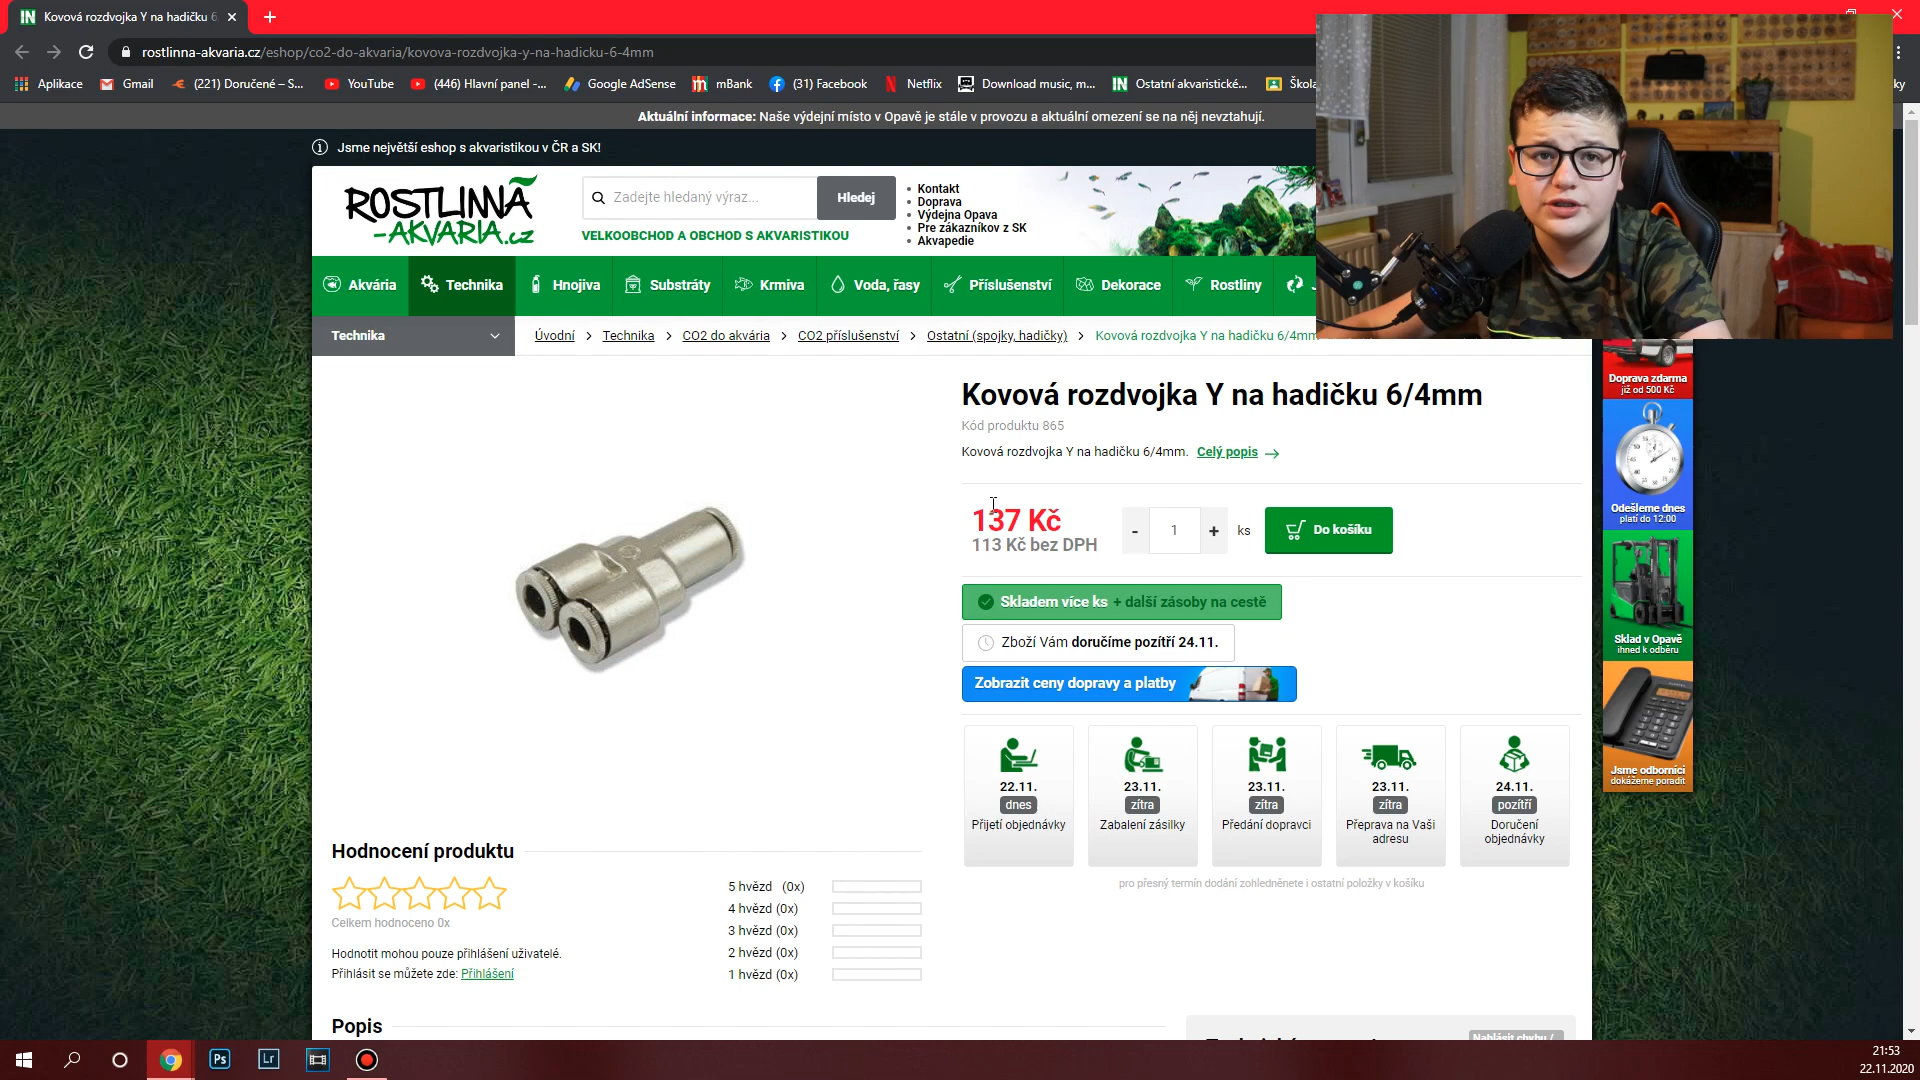 Kovová rozdvojka Y na hadičku 6
rostlinna-akvaria.cz/eshop/co2-do-akvaria/kovova-rozdvojka-y-na-hadicku-6-4mm
Aplikace
Gmail
(221) Doručené – S...
YouTube
(446) Hlavní panel -...
Google AdSense
mBank
(31) Facebook
Netflix
Download music, m...
Ostatní akvaristické...
Škola
ky
Aktuální informace: Naše výdejní místo v Opavě je stále v provozu a aktuální omezení se na něj nevztahují.
Jsme největší eshop s akvaristikou v ČR a SK!
ROSTLINNÁ
-AKVARIA.cz
Zadejte hledaný výraz...
Hledej
VELKOOBCHOD A OBCHOD S AKVARISTIKOU
Kontakt
Doprava
Výdejna Opava
Pre zákazníkov z SK
Akvapedie
Akvária
Technika
Hnojiva
Substráty
Krmiva
Voda, řasy
Příslušenství
Dekorace
Rostliny
Technika
Úvodní > Technika > CO2 do akvária > CO2 příslušenství > Ostatní (spojky, hadičky) > Kovová rozdvojka Y na hadičku 6/4mm
Kovová rozdvojka Y na hadičku 6/4mm
Kód produktu 865
Kovová rozdvojka Y na hadičku 6/4mm. Celý popis
137 Kč
113 Kč bez DPH
- 1 + ks
Do košíku
Skladem více ks + další zásoby na cestě
Zboží Vám doručíme pozítří 24.11.
Zobrazit ceny dopravy a platby
22.11.
dnes
Přijetí objednávky
23.11.
zítra
Zabalení zásilky
23.11.
zítra
Předání dopravci
23.11.
zítra
Přeprava na Vaši
adresu
24.11.
pozítří
Doručení
objednávky
pro přesný termín dodání zohledněnete i ostatní položky v košíku
Doprava zdarma
již od 500 Kč
Odešleme dnes
platí do 12:00
Sklad v Opavě
ihned k odběru
Jsme odborníci
dokážeme poradit
Hodnocení produktu
Celkem hodnoceno 0x
Hodnotit mohou pouze přihlášení uživatelé.
Přihlásit se můžete zde: Přihlášení
5 hvězd (0x)
4 hvězd (0x)
3 hvězd (0x)
2 hvězd (0x)
1 hvězd (0x)
Popis
Nahlásit chybu /
Ps
Lr
21:53
22.11.2020